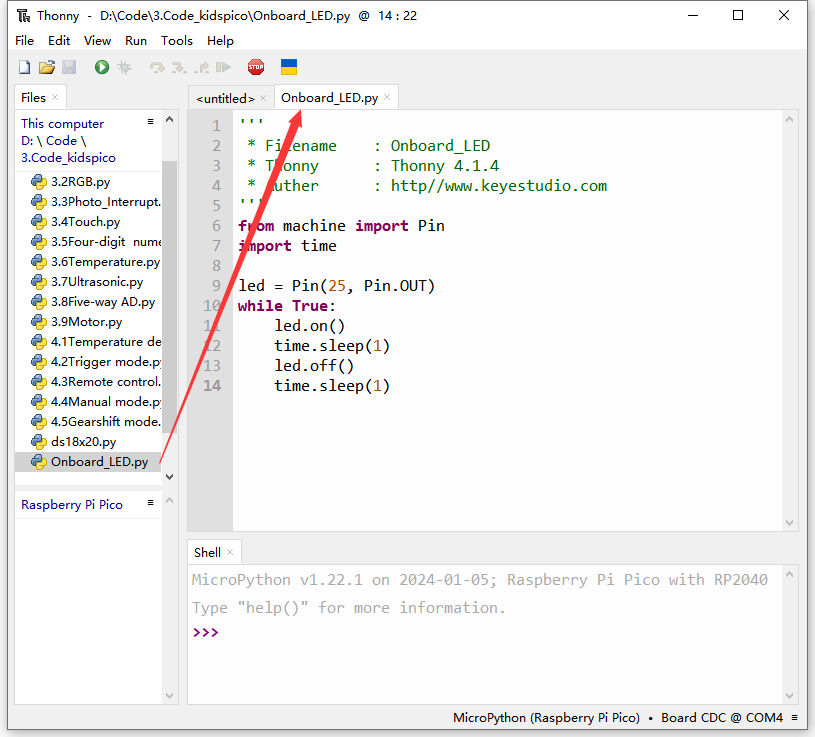 Thonny - D:\Code\3.Code_kidspico\Onboard_LED.py @ 14 : 22
File Edit View Run Tools Help
STOP
Files
This computer
D: \ Code \
3.Code_kidspico
3.2RGB.py
3.3Photo_Interrupt.
3.4Touch.py
3.5Four-digit nume
3.6Temperature.py
3.7Ultrasonic.py
3.8Five-way AD.py
3.9Motor.py
4.1Temperature de
4.2Trigger mode.py
4.3Remote control.
4.4Manual mode.py
4.5Gearshift mode.
ds18x20.py
Onboard_LED.py
Raspberry Pi Pico
<untitled> Onboard_LED.py
1 '''
2 * Filename : Onboard_LED
3 * Thonny : Thonny 4.1.4
4 * Auther : http//www.keyestudio.com
5 '''
6 from machine import Pin
7 import time
8
9 led = Pin(25, Pin.OUT)
10 while True:
11 led.on()
12 time.sleep(1)
13 led.off()
14 time.sleep(1)
Shell
MicroPython v1.22.1 on 2024-01-05; Raspberry Pi Pico with RP2040
Type "help()" for more information.
>>>
MicroPython (Raspberry Pi Pico) • Board CDC @ COM4